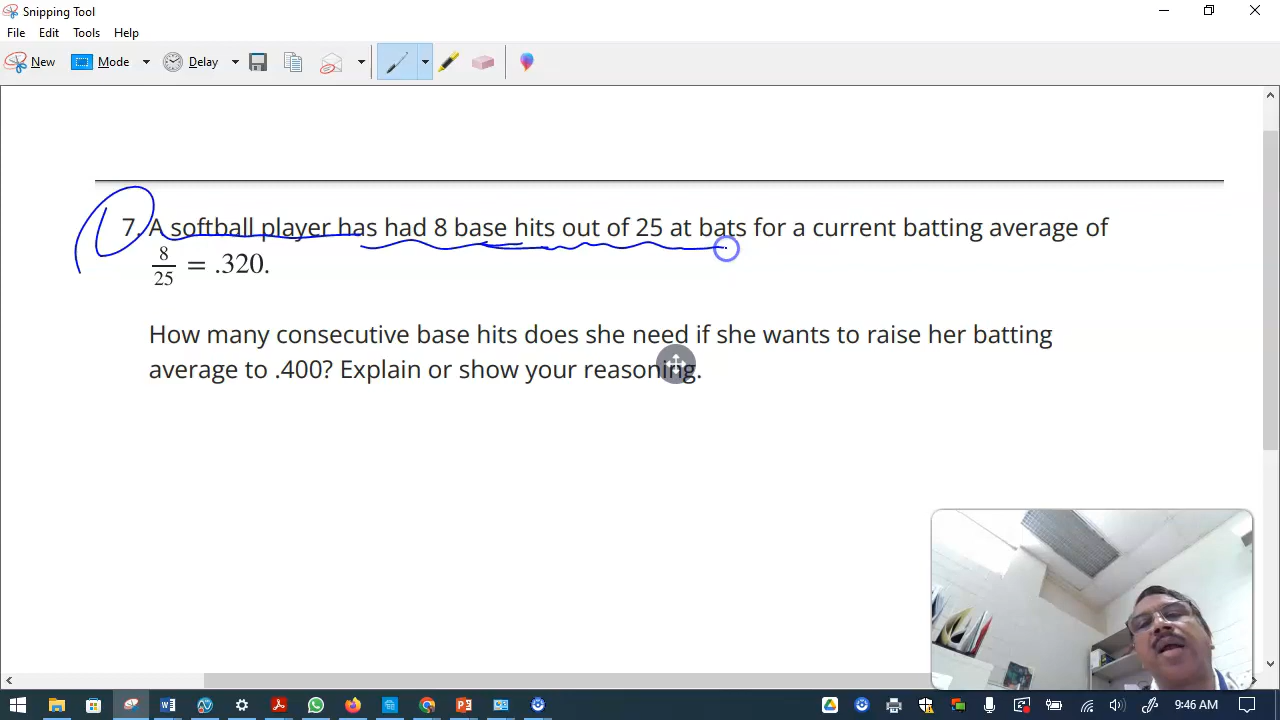 Snipping Tool
File Edit Tools Help
New Mode Delay
7. A softball player has had 8 base hits out of 25 at bats for a current batting average of
8/25 = .320.
How many consecutive base hits does she need if she wants to raise her batting
average to .400? Explain or show your reasoning.
9:46 AM